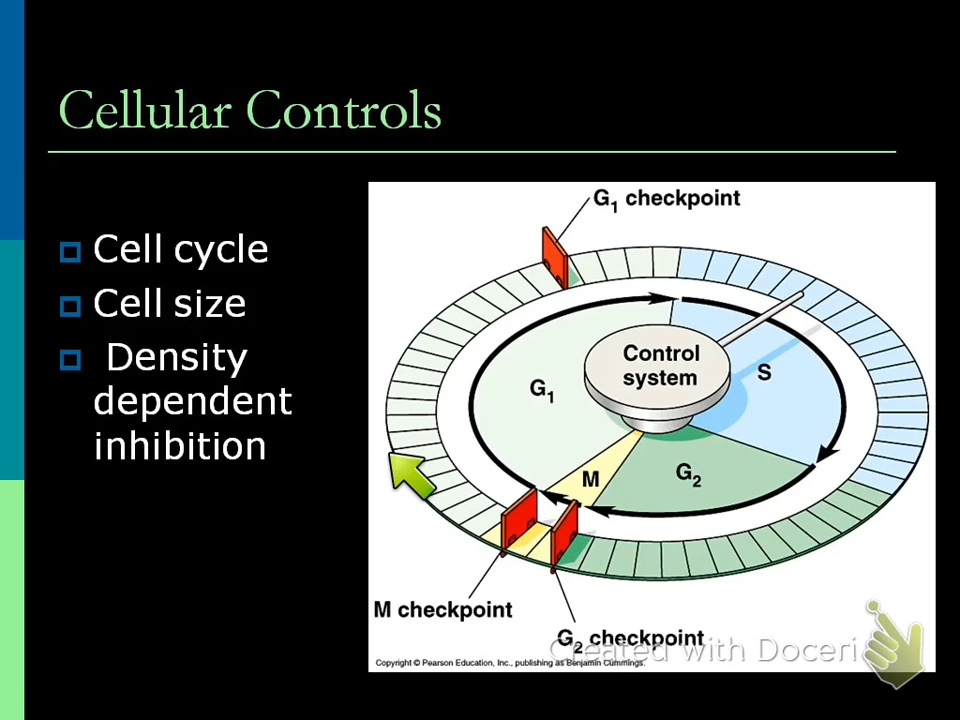 Cellular Controls
Cell cycle
Cell size
Density
dependent
inhibition
G1 checkpoint
Control
system
S
G1
M
G2
M checkpoint
G2 checkpoint
Created with Doceri
Copyright © Pearson Education, Inc., publishing as Benjamin Cummings.